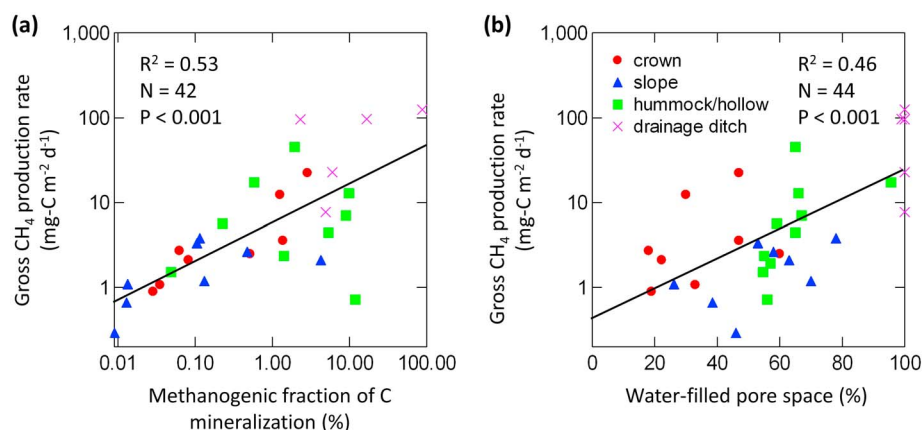 (a)
1,000
100
10
1
Gross CH₄ production rate
(mg-C m⁻² d⁻¹)
R² = 0.53
N = 42
P < 0.001
0.01
0.10
1.00
10.00
100.00
Methanogenic fraction of C
mineralization (%)
(b)
1,000
100
10
1
Gross CH₄ production rate
(mg-C m⁻² d⁻¹)
crown
slope
hummock/hollow
drainage ditch
R² = 0.46
N = 44
P < 0.001
0
20
40
60
80
100
Water-filled pore space (%)